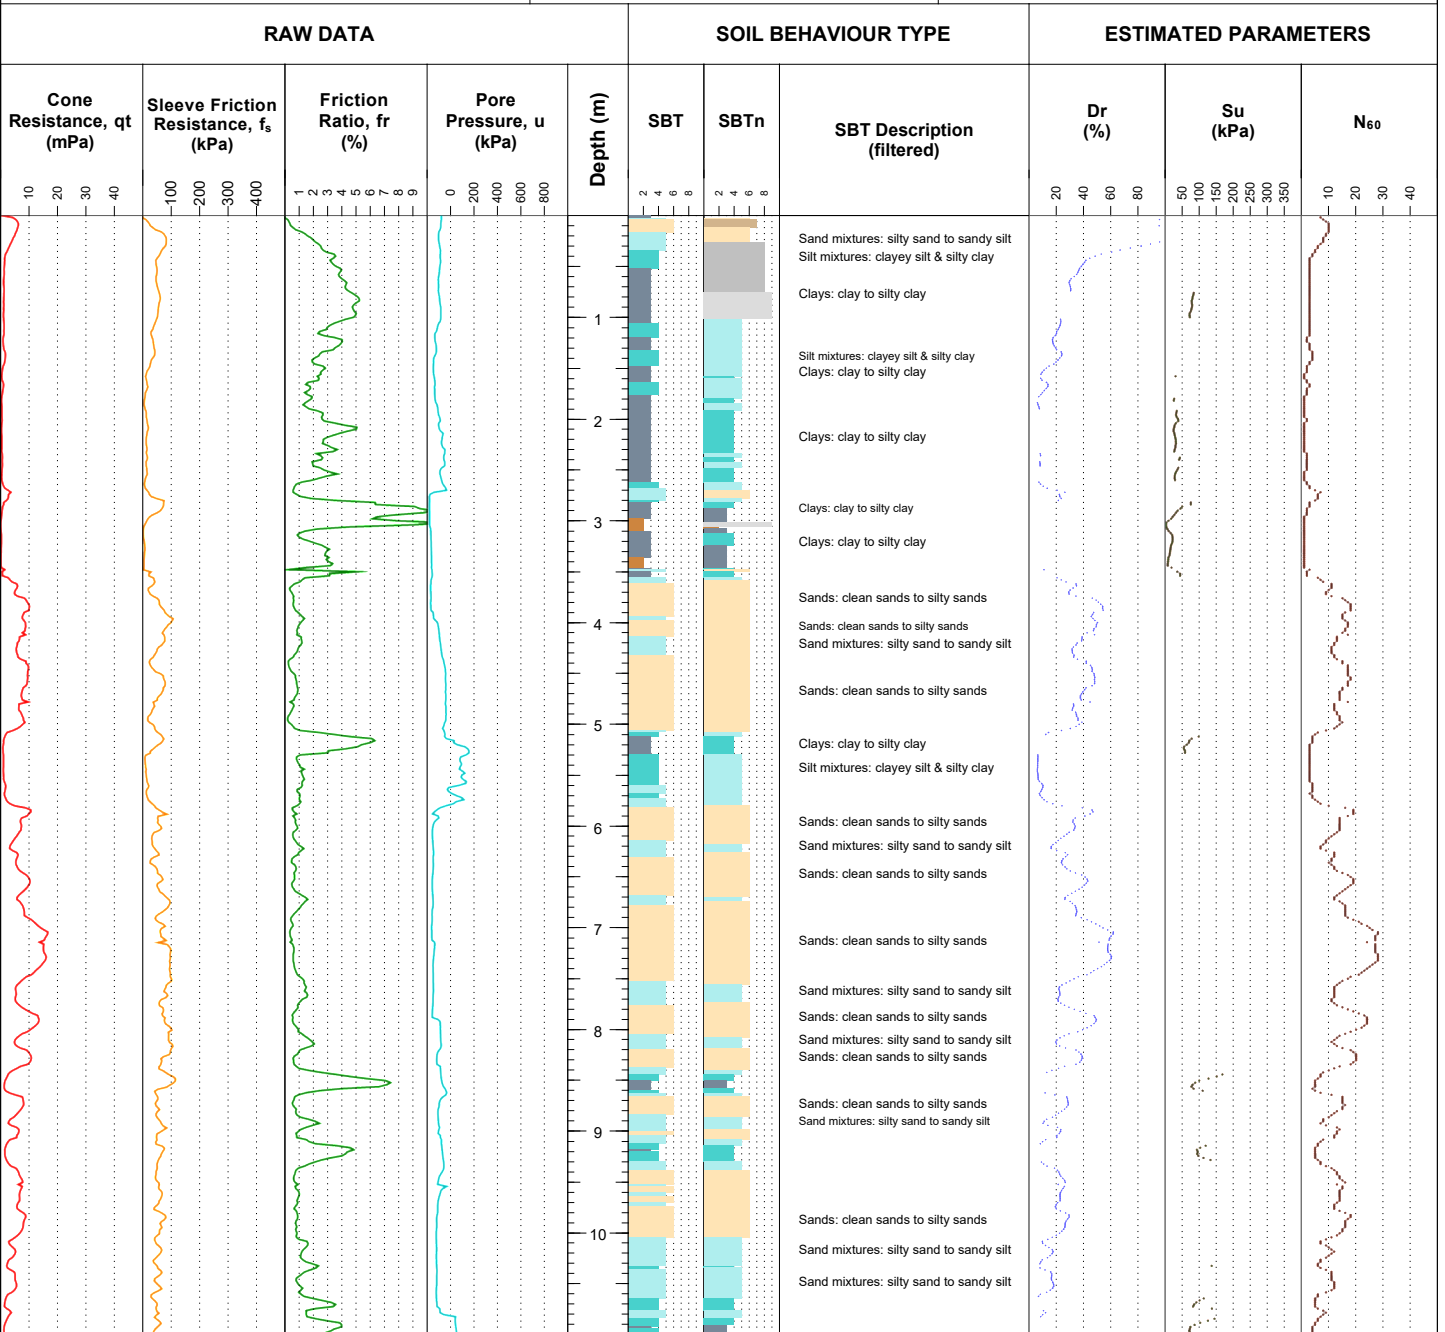 RAW DATA
SOIL BEHAVIOUR TYPE
ESTIMATED PARAMETERS
Cone
Resistance, qt
(mPa)
Sleeve Friction
Resistance, fs
(kPa)
Friction
Ratio, fr
(%)
Pore
Pressure, u
(kPa)
Depth (m)
SBT
SBTn
SBT Description
(filtered)
Dr
(%)
Su
(kPa)
N60
10 20 30 40
100 200 300 400
1 2 3 4 5 6 7 8 9
0 200 400 600 800
2 4 6 8
2 4 6 8
20 40 60 80
50 100 150 200 250 300 350
10 20 30 40
Sand mixtures: silty sand to sandy silt
Silt mixtures: clayey silt & silty clay
Clays: clay to silty clay
1
Silt mixtures: clayey silt & silty clay
Clays: clay to silty clay
2
Clays: clay to silty clay
Clays: clay to silty clay
3
Clays: clay to silty clay
Sands: clean sands to silty sands
4
Sands: clean sands to silty sands
Sand mixtures: silty sand to sandy silt
Sands: clean sands to silty sands
5
Clays: clay to silty clay
Silt mixtures: clayey silt & silty clay
Sands: clean sands to silty sands
6
Sand mixtures: silty sand to sandy silt
Sands: clean sands to silty sands
7
Sands: clean sands to silty sands
Sand mixtures: silty sand to sandy silt
Sands: clean sands to silty sands
8
Sand mixtures: silty sand to sandy silt
Sands: clean sands to silty sands
Sands: clean sands to silty sands
Sand mixtures: silty sand to sandy silt
9
Sands: clean sands to silty sands
10
Sand mixtures: silty sand to sandy silt
Sand mixtures: silty sand to sandy silt